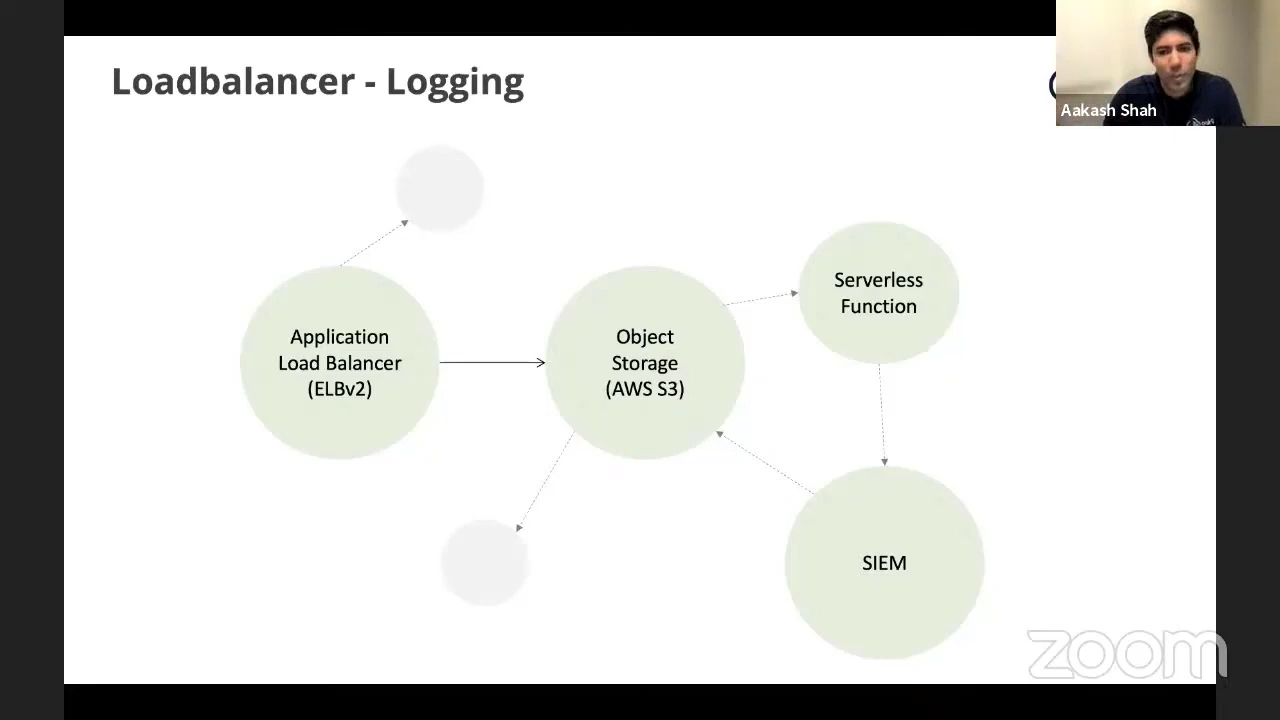 Loadbalancer - Logging
Aakash Shah
Serverless
Function
Application
Load Balancer
(ELBv2)
Object
Storage
(AWS S3)
SIEM
zoom